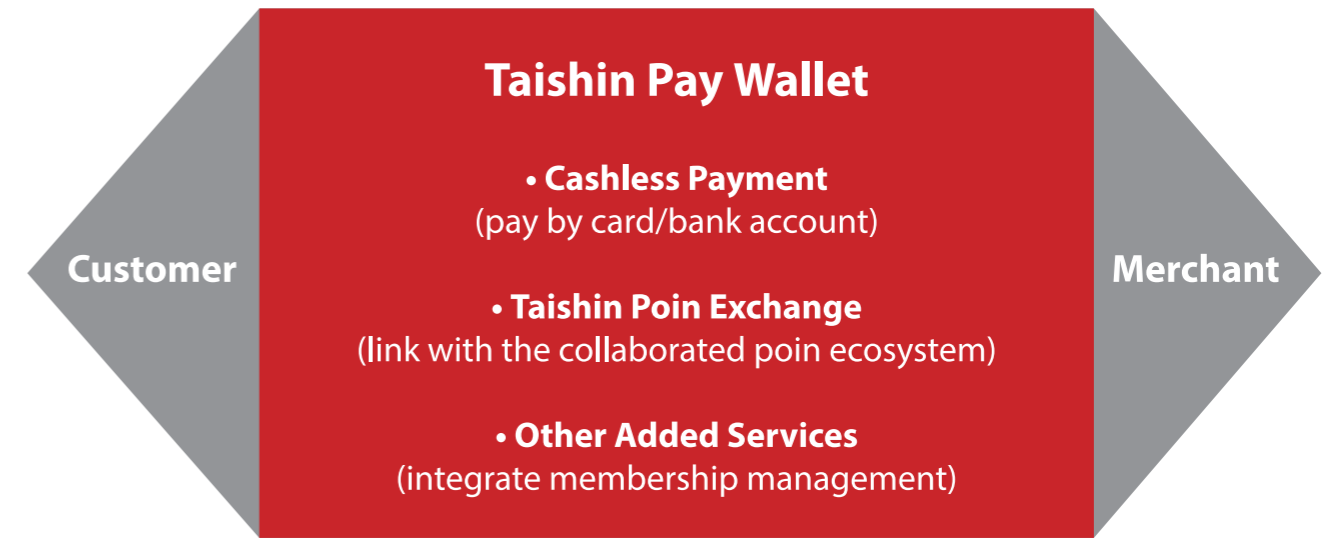 Taishin Pay Wallet
• Cashless Payment
(pay by card/bank account)
Customer
Merchant
• Taishin Poin Exchange
(link with the collaborated poin ecosystem)
• Other Added Services
(integrate membership management)